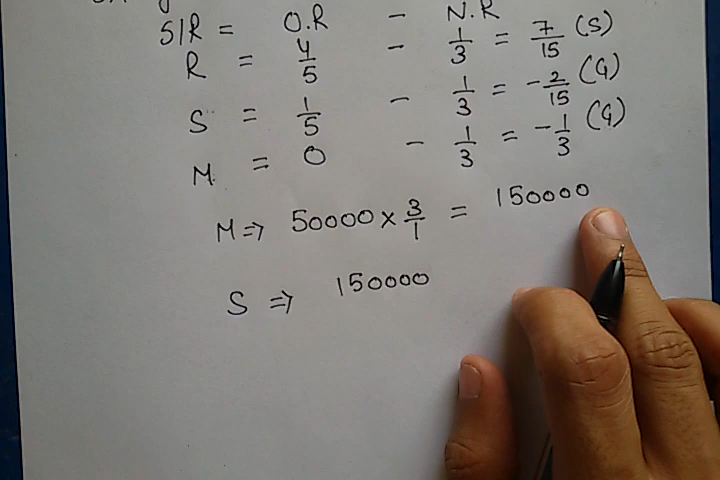 S/R = O.R - N.R
R = 4/5 - 1/3 = 7/15 (S)
S = 1/5 - 1/3 = -2/15 (G)
M = 0 - 1/3 = -1/3 (G)
M ⇒ 50000 × 3/1 = 150000
S ⇒ 150000